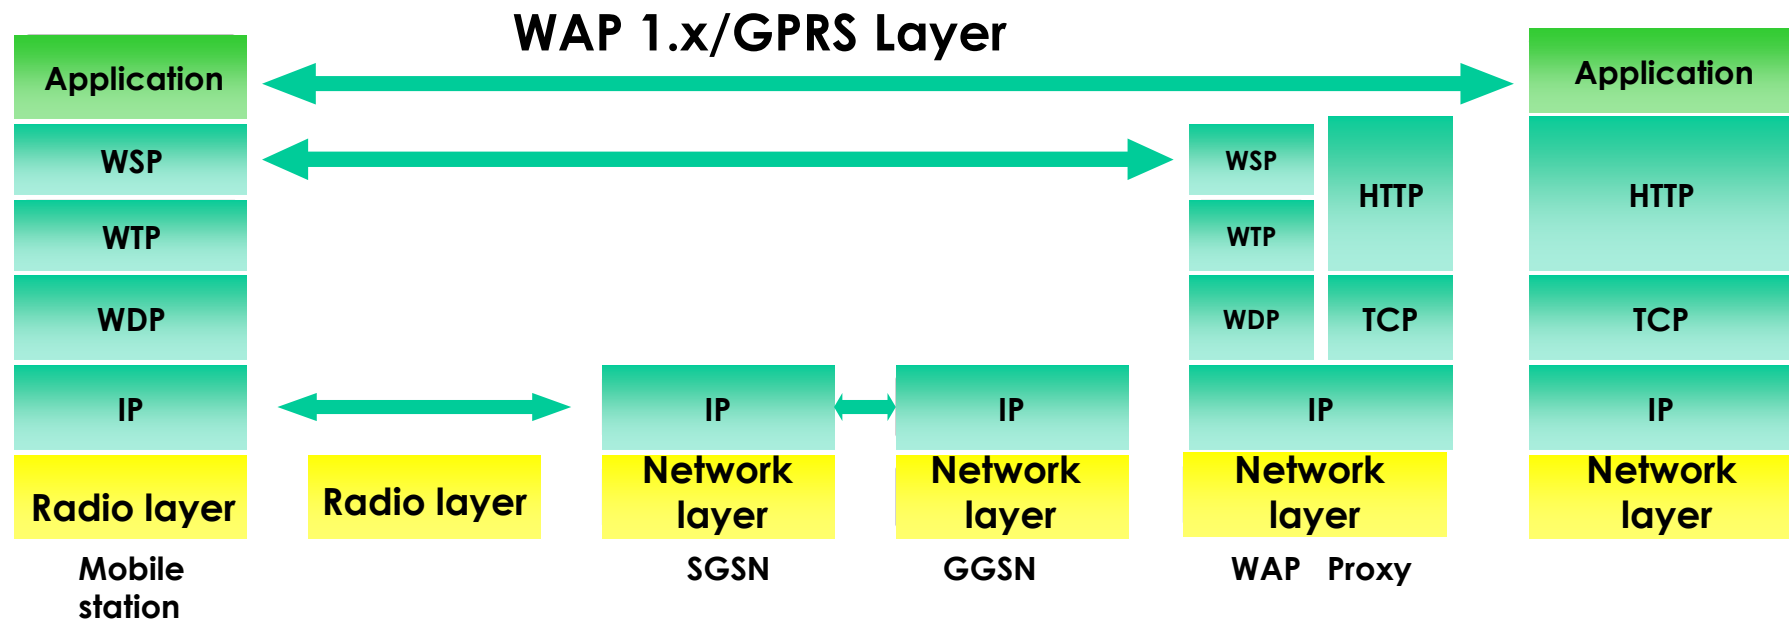 WAP 1.x/GPRS Layer
Application
Application
WSP
WSP
HTTP
HTTP
WTP
WTP
WDP
WDP
TCP
TCP
IP
IP
IP
IP
IP
Radio layer
Radio layer
Network
layer
Network
layer
Network
layer
Network
layer
Mobile
station
SGSN
GGSN
WAP Proxy